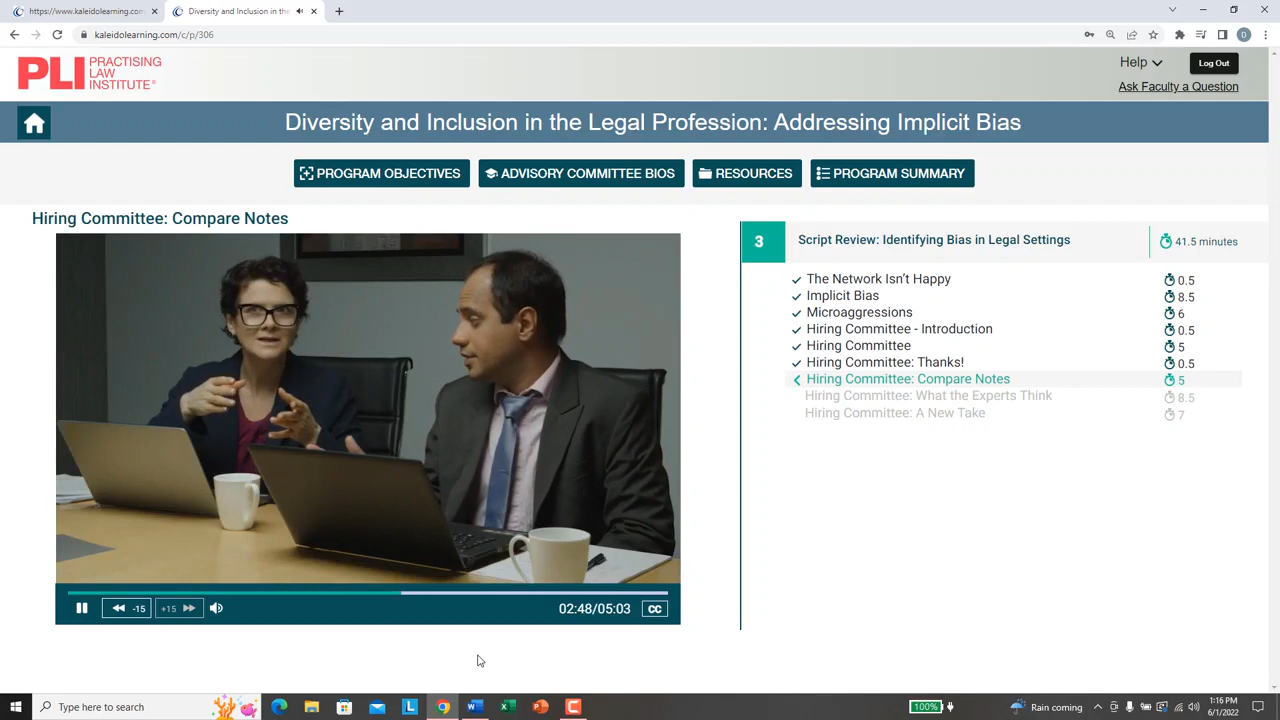 https://www.kaleidolearning.com/
Diversity and Inclusion in the
kaleidolearning.com/c/p/306
D
PLI PRACTISING
LAW
INSTITUTE®
Help
Log Out
Ask Faculty a Question
Diversity and Inclusion in the Legal Profession: Addressing Implicit Bias
PROGRAM OBJECTIVES
ADVISORY COMMITTEE BIOS
RESOURCES
PROGRAM SUMMARY
Hiring Committee: Compare Notes
3 Script Review: Identifying Bias in Legal Settings 41.5 minutes
The Network Isn't Happy 0.5
Implicit Bias 8.5
Microaggressions 6
Hiring Committee - Introduction 0.5
Hiring Committee 5
Hiring Committee: Thanks! 0.5
Hiring Committee: Compare Notes 5
Hiring Committee: What the Experts Think 8.5
Hiring Committee: A New Take 7
-15
+15
02:48/05:03
CC
Type here to search
L
100%
Rain coming
1:16 PM
6/1/2022